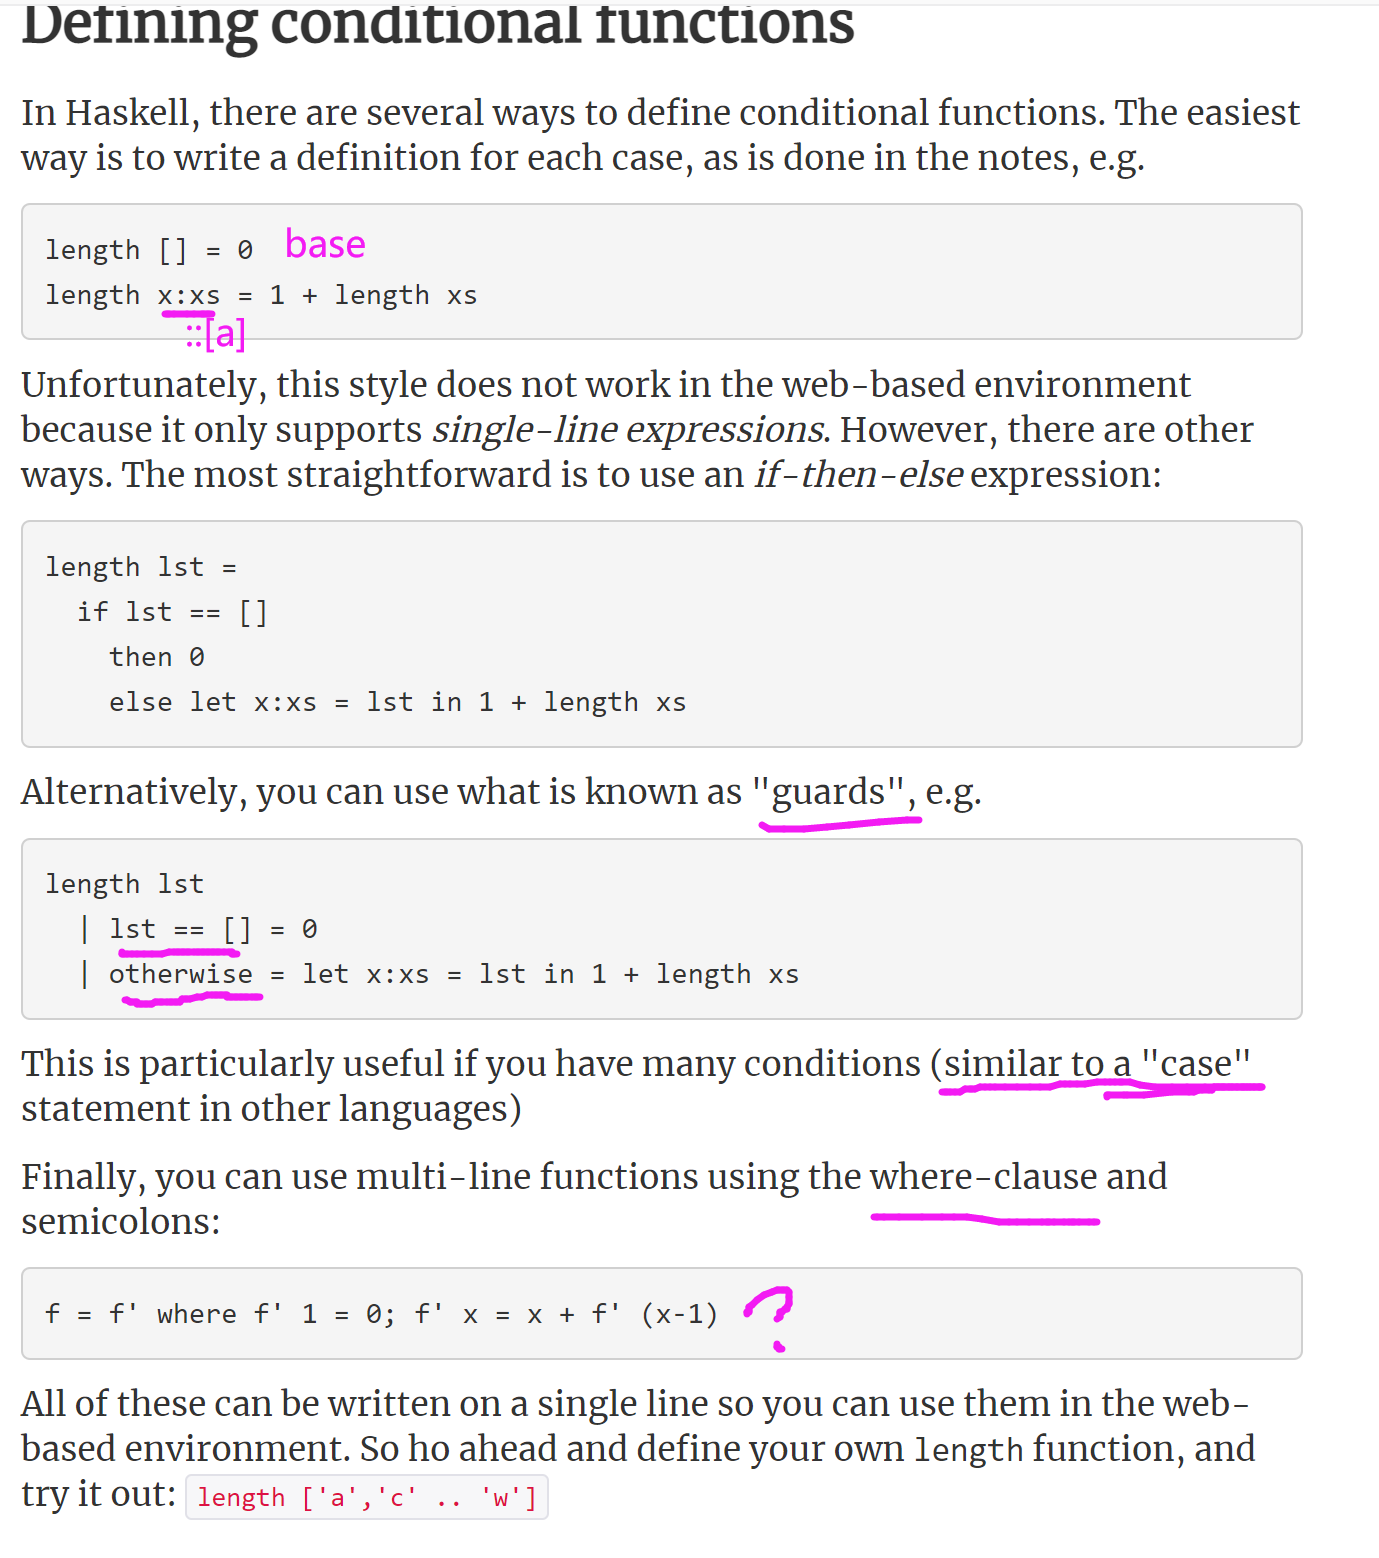 Defining conditional functions
In Haskell, there are several ways to define conditional functions. The easiest
way is to write a definition for each case, as is done in the notes, e.g.
length [] = 0 base
length x:xs = 1 + length xs
::[a]
Unfortunately, this style does not work in the web-based environment
because it only supports single-line expressions. However, there are other
ways. The most straightforward is to use an if-then-else expression:
length lst =
  if lst == []
    then 0
    else let x:xs = lst in 1 + length xs
Alternatively, you can use what is known as "guards", e.g.
length lst
  | lst == [] = 0
  | otherwise = let x:xs = lst in 1 + length xs
This is particularly useful if you have many conditions (similar to a "case"
statement in other languages)
Finally, you can use multi-line functions using the where-clause and
semicolons:
f = f' where f' 1 = 0; f' x = x + f' (x-1) ?
All of these can be written on a single line so you can use them in the web-
based environment. So ho ahead and define your own length function, and
try it out: length ['a','c' .. 'w']